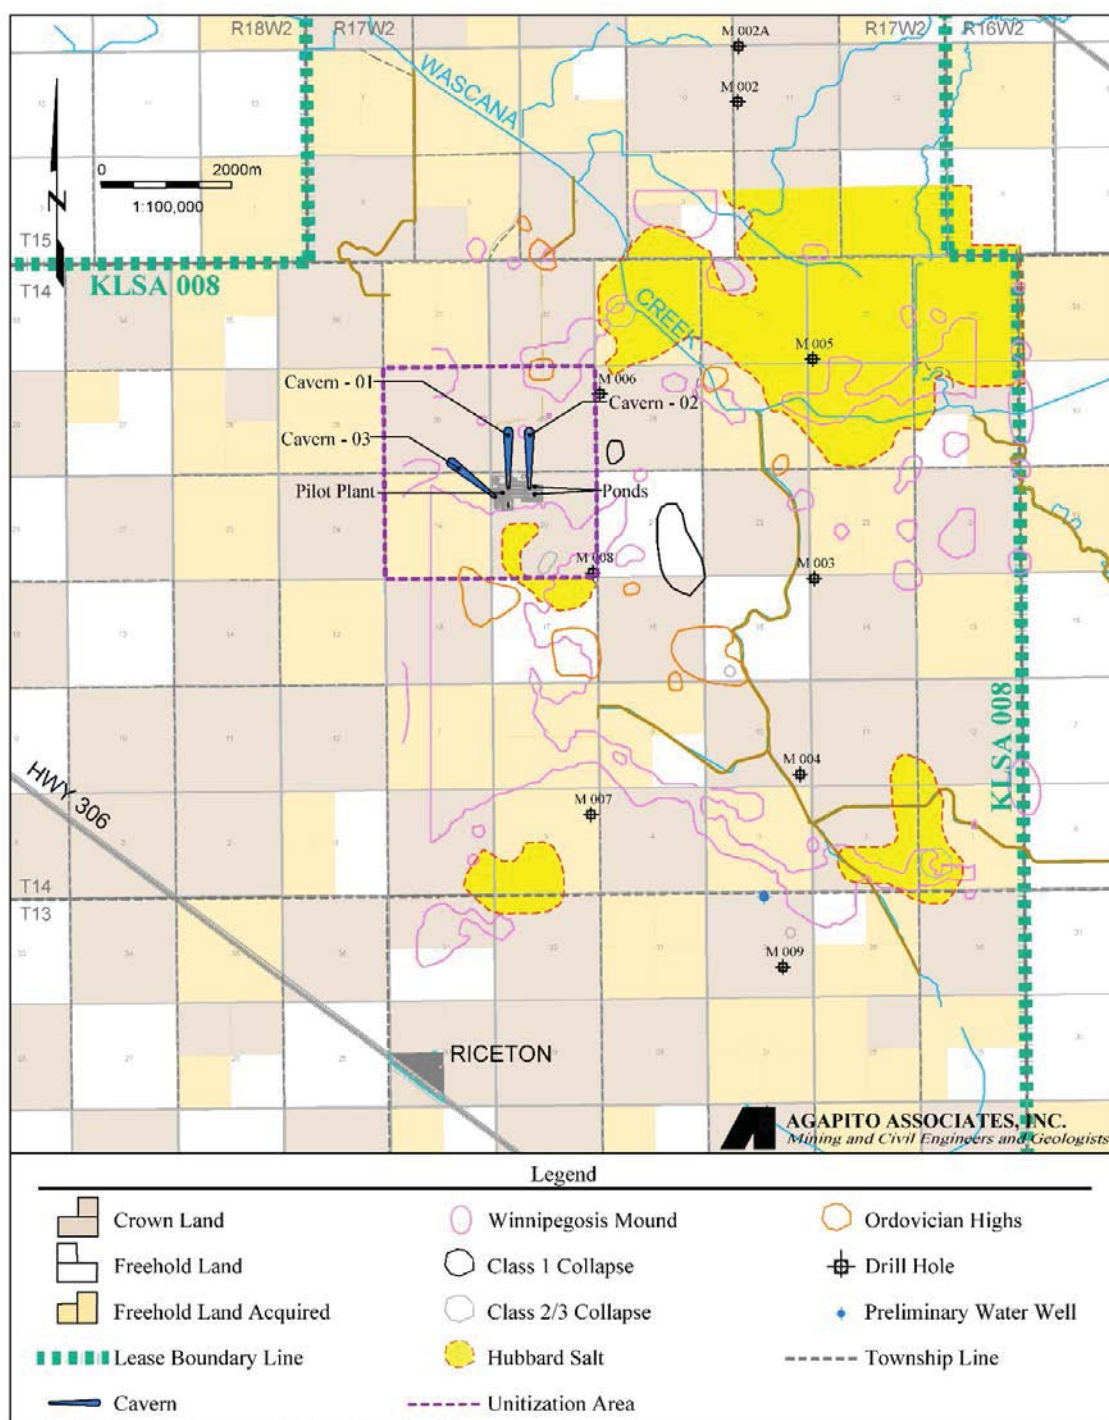 R18W2 R17W2
R17W2 R16W2
M 002A
WASCANA
M 002
0 2000m
1:100,000
N
T15
T14
KLSA 008
CREEK
M 005
Cavern - 01
M 006
Cavern - 02
Cavern - 03
Pilot Plant
Ponds
M 008
M 003
KLSA 008
M 004
HWY 306
M 007
T14
T13
M 009
RICETON
AGAPITO ASSOCIATES, INC.
Mining and Civil Engineers and Geologists
Legend
Crown Land
Winnipegosis Mound
Ordovician Highs
Freehold Land
Class 1 Collapse
Drill Hole
Freehold Land Acquired
Class 2/3 Collapse
Preliminary Water Well
Lease Boundary Line
Hubbard Salt
Township Line
Cavern
Unitization Area